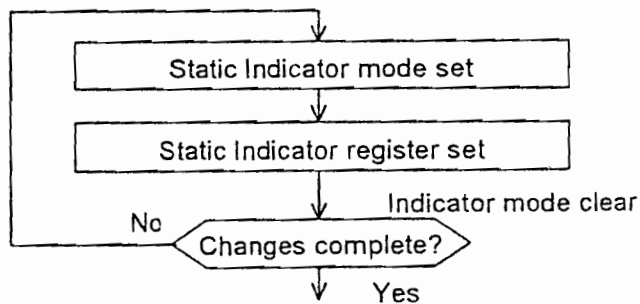 Static Indicator mode set
Static Indicator register set
Indicator mode clear
No
Changes complete?
Yes